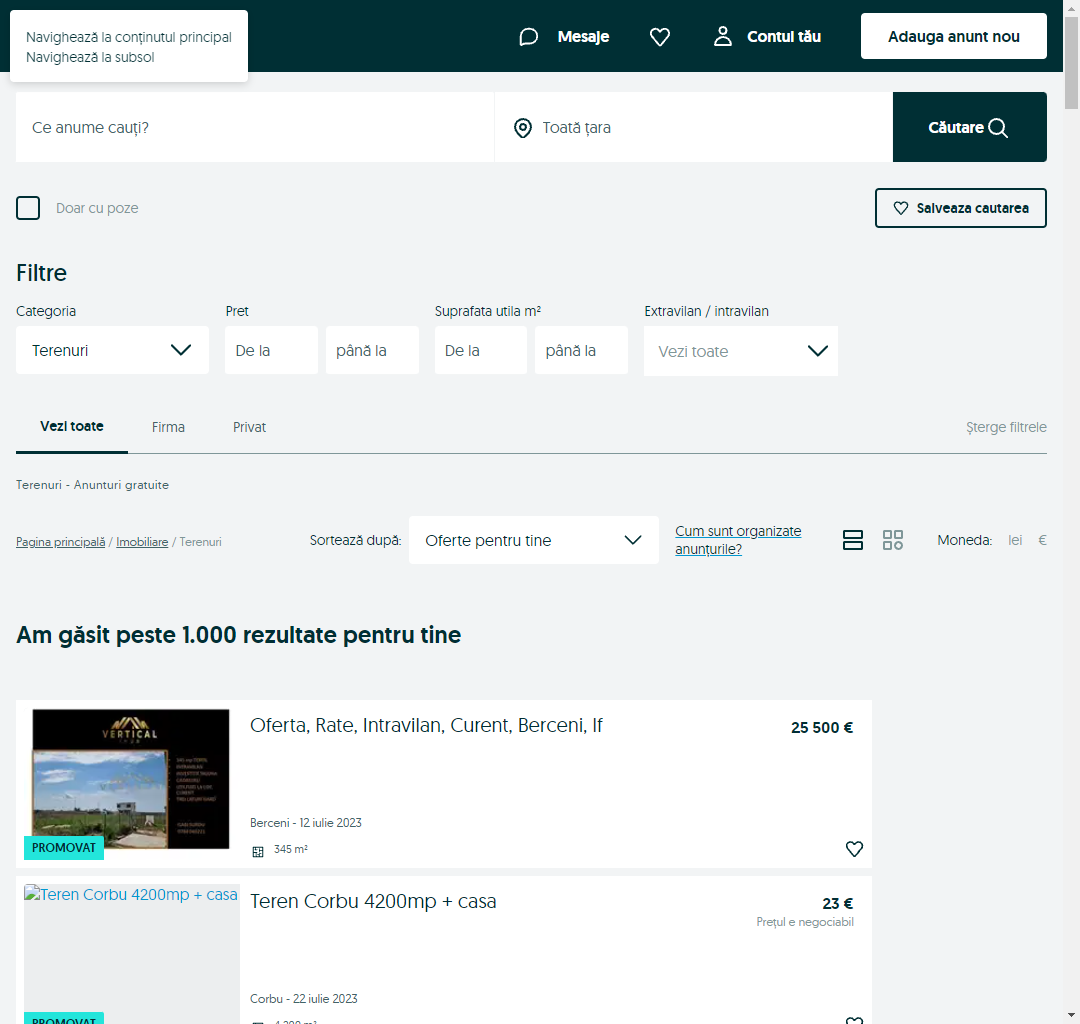 Navighează la conținutul principal
Navighează la subsol
Mesaje
Contul tău
Adauga anunt nou
Ce anume cauți?
Toată țara
Căutare
Doar cu poze
Salveaza cautarea
Filtre
Categoria
Pret
Suprafata utila m²
Extravilan / intravilan
Terenuri
De la
până la
De la
până la
Vezi toate
Vezi toate
Firma
Privat
Șterge filtrele
Terenuri - Anunturi gratuite
Pagina principală / Imobiliare / Terenuri
Sortează după:
Oferte pentru tine
Cum sunt organizate
anunțurile?
Moneda:
lei
€
Am găsit peste 1.000 rezultate pentru tine
VERTICAL
PROMOVAT
Oferta, Rate, Intravilan, Curent, Berceni, If
25 500 €
Berceni - 12 iulie 2023
345 m²
Teren Corbu 4200mp + casa
PROMOVAT
Teren Corbu 4200mp + casa
23 €
Prețul e negociabil
Corbu - 22 iulie 2023
4 200 m²